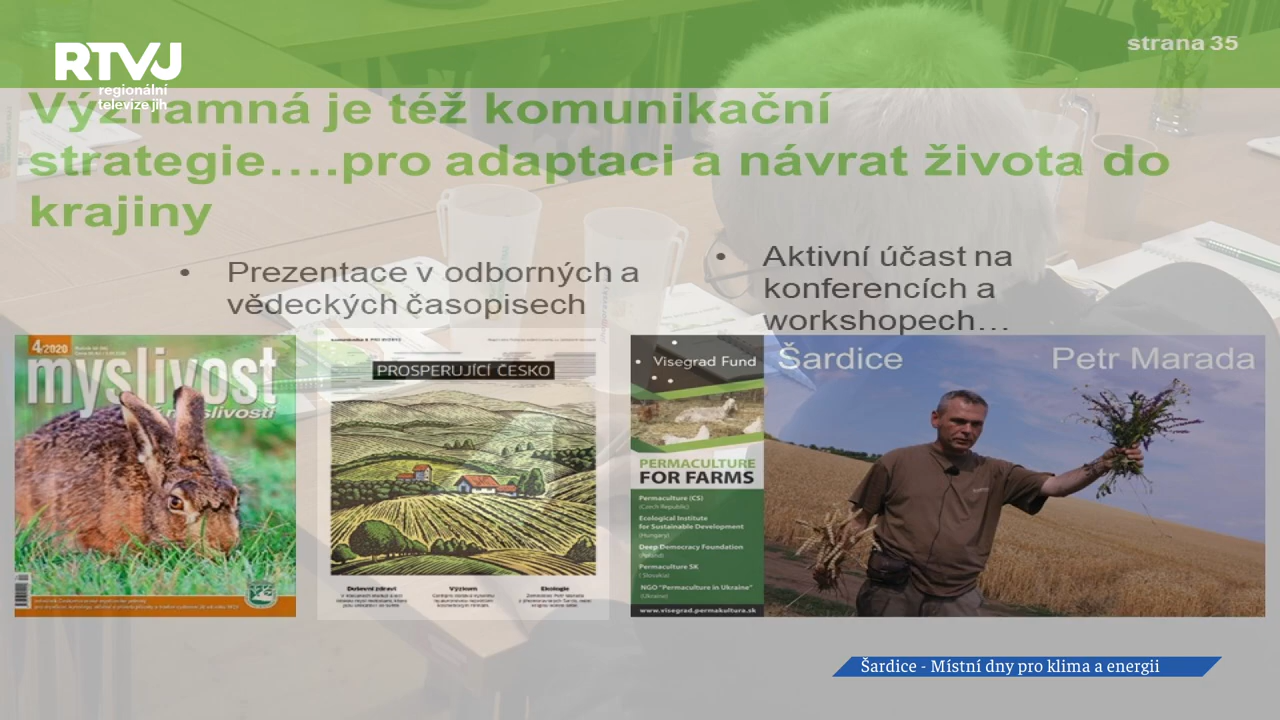 RTVJ
regionální
televize jih
strana 35
Významná je též komunikační
strategie….pro adaptaci a návrat života do
krajiny
• Prezentace v odborných a
vědeckých časopisech
• Aktivní účast na
konferencích a
workshopech…
4/2020
myslivost
myslivosti
PROSPERUJÍCÍ ČESKO
Duševní zdraví
Výzkum
Ekologie
Visegrad Fund
PERMACULTURE
FOR FARMS
Permaculture (CS)
(Czech Republic)
Ecological Institute
for Sustainable Development
(Hungary)
Deep Democracy Foundation
(Poland)
Permaculture SK
( Slovakia)
NGO "Permaculture in Ukraine"
(Ukraine)
www.visegrad.permakultura.sk
Šardice
Petr Marada
Šardice - Místní dny pro klima a energii